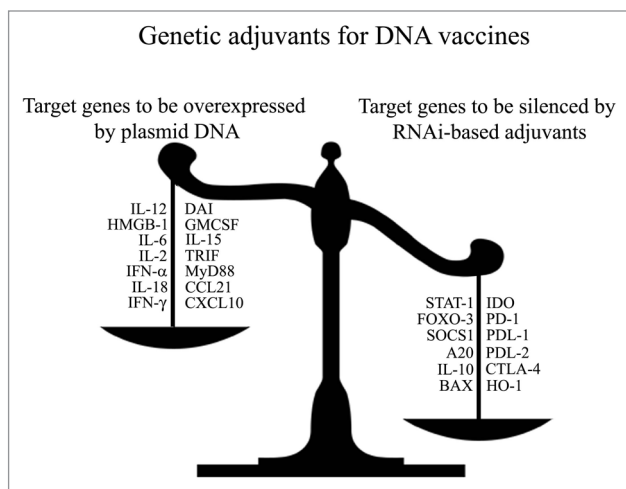 Genetic adjuvants for DNA vaccines
Target genes to be overexpressed
by plasmid DNA
IL-12 DAI
HMGB-1 GMCSF
IL-6 IL-15
IL-2 TRIF
IFN-α MyD88
IL-18 CCL21
IFN-γ CXCL10
Target genes to be silenced by
RNAi-based adjuvants
STAT-1 IDO
FOXO-3 PD-1
SOCS1 PDL-1
A20 PDL-2
IL-10 CTLA-4
BAX HO-1